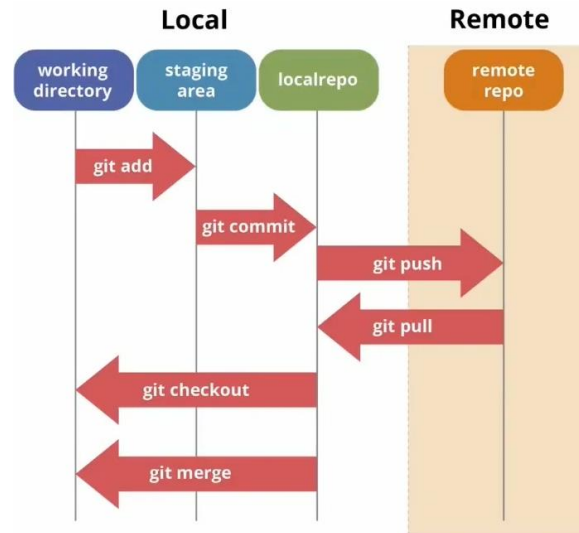 Local
Remote
working
directory
staging
area
localrepo
remote
repo
git add
git commit
git push
git pull
git checkout
git merge